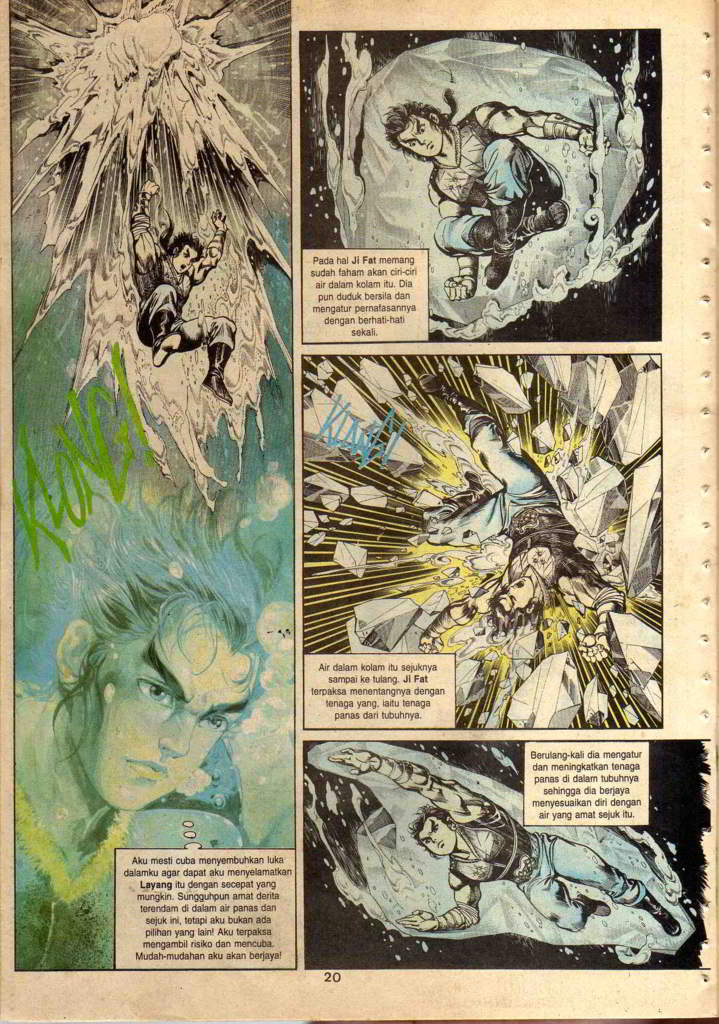 KLONG!
Aku mesti cuba menyembuhkan luka
dalamku agar dapat aku menyelamatkan
Layang itu dengan secepat yang
mungkin. Sungguhpun amat derita
terendam di dalam air panas dan
sejuk ini, tetapi aku bukan ada
pilihan yang lain! Aku terpaksa
mengambil risiko dan mencuba.
Mudah-mudahan aku akan berjaya!
Pada hal Ji Fat memang
sudah faham akan ciri-ciri
air dalam kolam itu. Dia
pun duduk bersila dan
mengatur pernafasannya
dengan berhati-hati
sekali.
KLONG!
Air dalam kolam itu sejuknya
sampai ke tulang. Ji Fat
terpaksa menentangnya dengan
tenaga yang, iaitu tenaga
panas dari tubuhnya.
Berulang-kali dia mengatur
dan meningkatkan tenaga
panas di dalam tubuhnya
sehingga dia berjaya
menyesuaikan diri dengan
air yang amat sejuk itu.
20